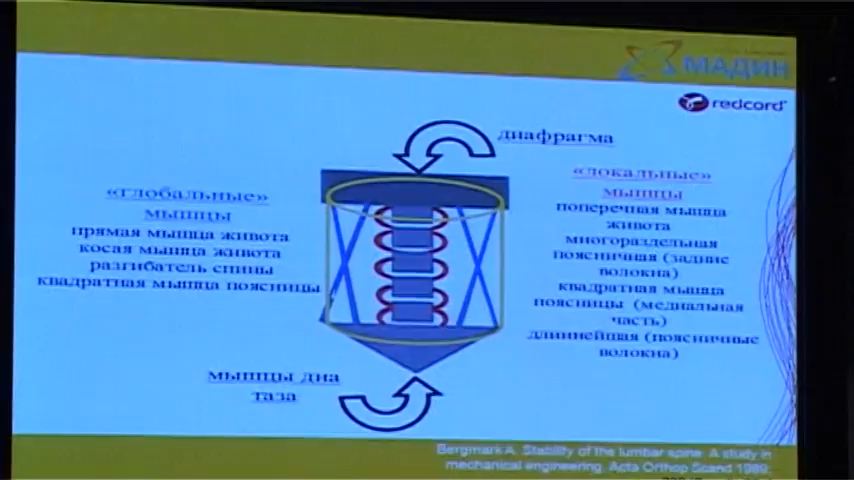 МАДИН
redcord
диафрагма
«глобальные»
мышцы
прямая мышца живота
косая мышца живота
разгибатель спины
квадратная мышца поясницы
«локальные»
мышцы
поперечная мышца
живота
многораздельная
поясничная (задние
волокна)
квадратная мышца
поясницы (медиальная
часть)
длиннейшая (поясничные
волокна)
мышцы дна
таза
Bergmark A. Stability of the lumbar spine. A study in
mechanical engineering. Acta Orthop Scand 1989;